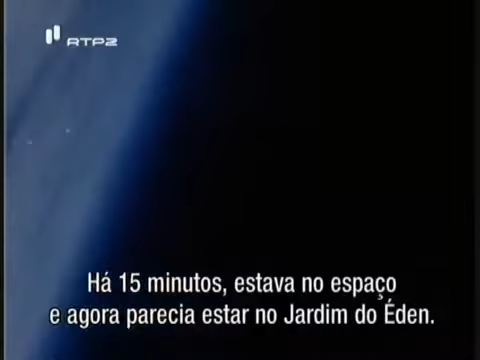 RTP2
Há 15 minutos, estava no espaço
e agora parecia estar no Jardim do Éden.